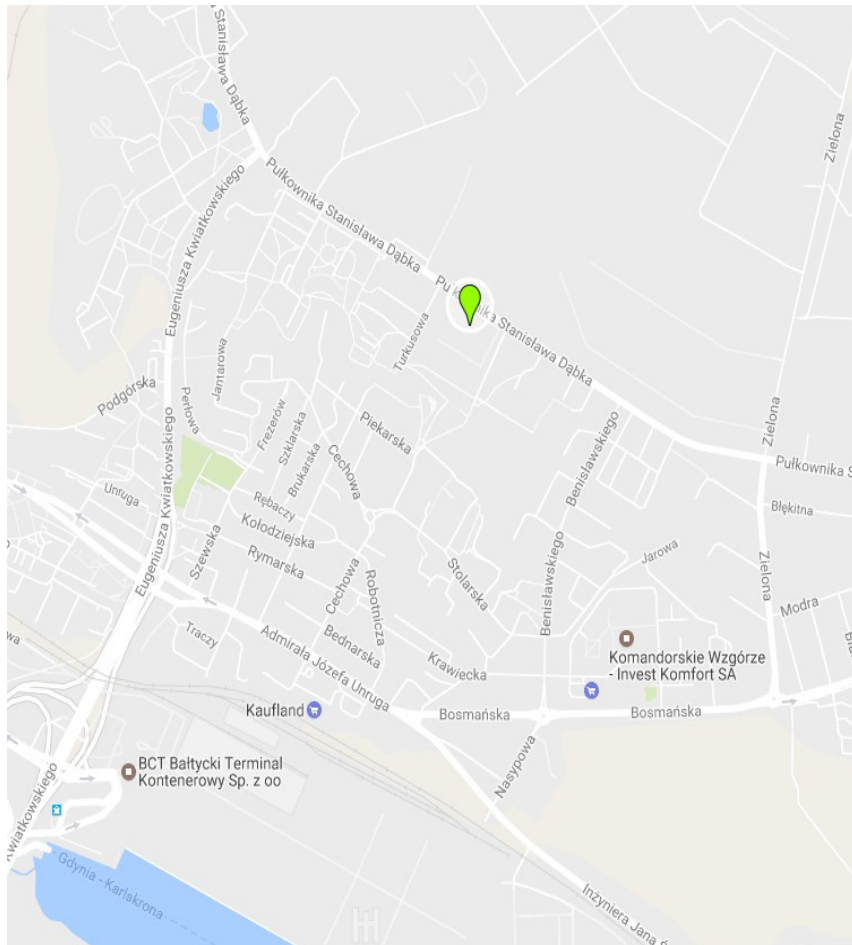 Stanisława Dąbka
Zielona
Pułkownika Stanisława Dąbka
Eugeniusza Kwiatkowskiego
Stanisława Dąbka
Turkusowa
Jantarowa
Podgórska
Perłowa
Frezerów
Szklarska
Brukarska
Piekarska
Cechowa
Benisławskiego
Zielona
Pułkownika S
Unruga
Rębaczy
Kołodziejska
Błękitna
Eugeniusza Kwiatkowskiego
Szewska
Rymarska
Cechowa
Robotnicza
Stolarska
Benisławskiego
Jarowa
Zielona
Modra
Traczy
Bednarska
Admirała Józefa Unruga
Krawiecka
Komandorskie Wzgórze
- Invest Komfort SA
Kaufland
Bosmańska
Bosmańska
Nasypowa
BCT Bałtycki Terminal
Kontenerowy Sp. z oo
Kwiatkowskiego
Gdynia - Karlskrona
Inżyniera Jana